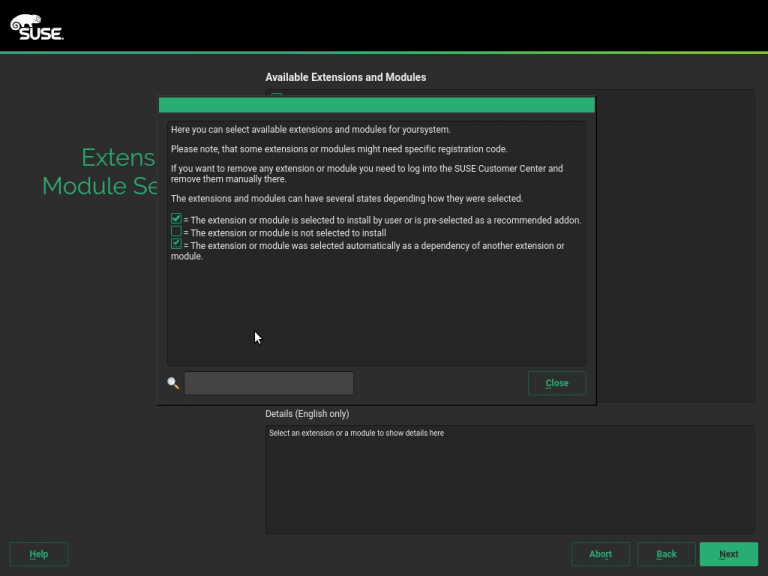 SUSE
Available Extensions and Modules
Extens
Module Se
Here you can select available extensions and modules for yoursystem.
Please note, that some extensions or modules might need specific registration code.
If you want to remove any extension or module you need to log into the SUSE Customer Center and
remove them manually there.
The extensions and modules can have several states depending how they were selected.
= The extension or module is selected to install by user or is pre-selected as a recommended addon.
= The extension or module is not selected to install
= The extension or module was selected automatically as a dependency of another extension or
module.
Close
Details (English only)
Select an extension or a module to show details here
Help
Abort
Back
Next